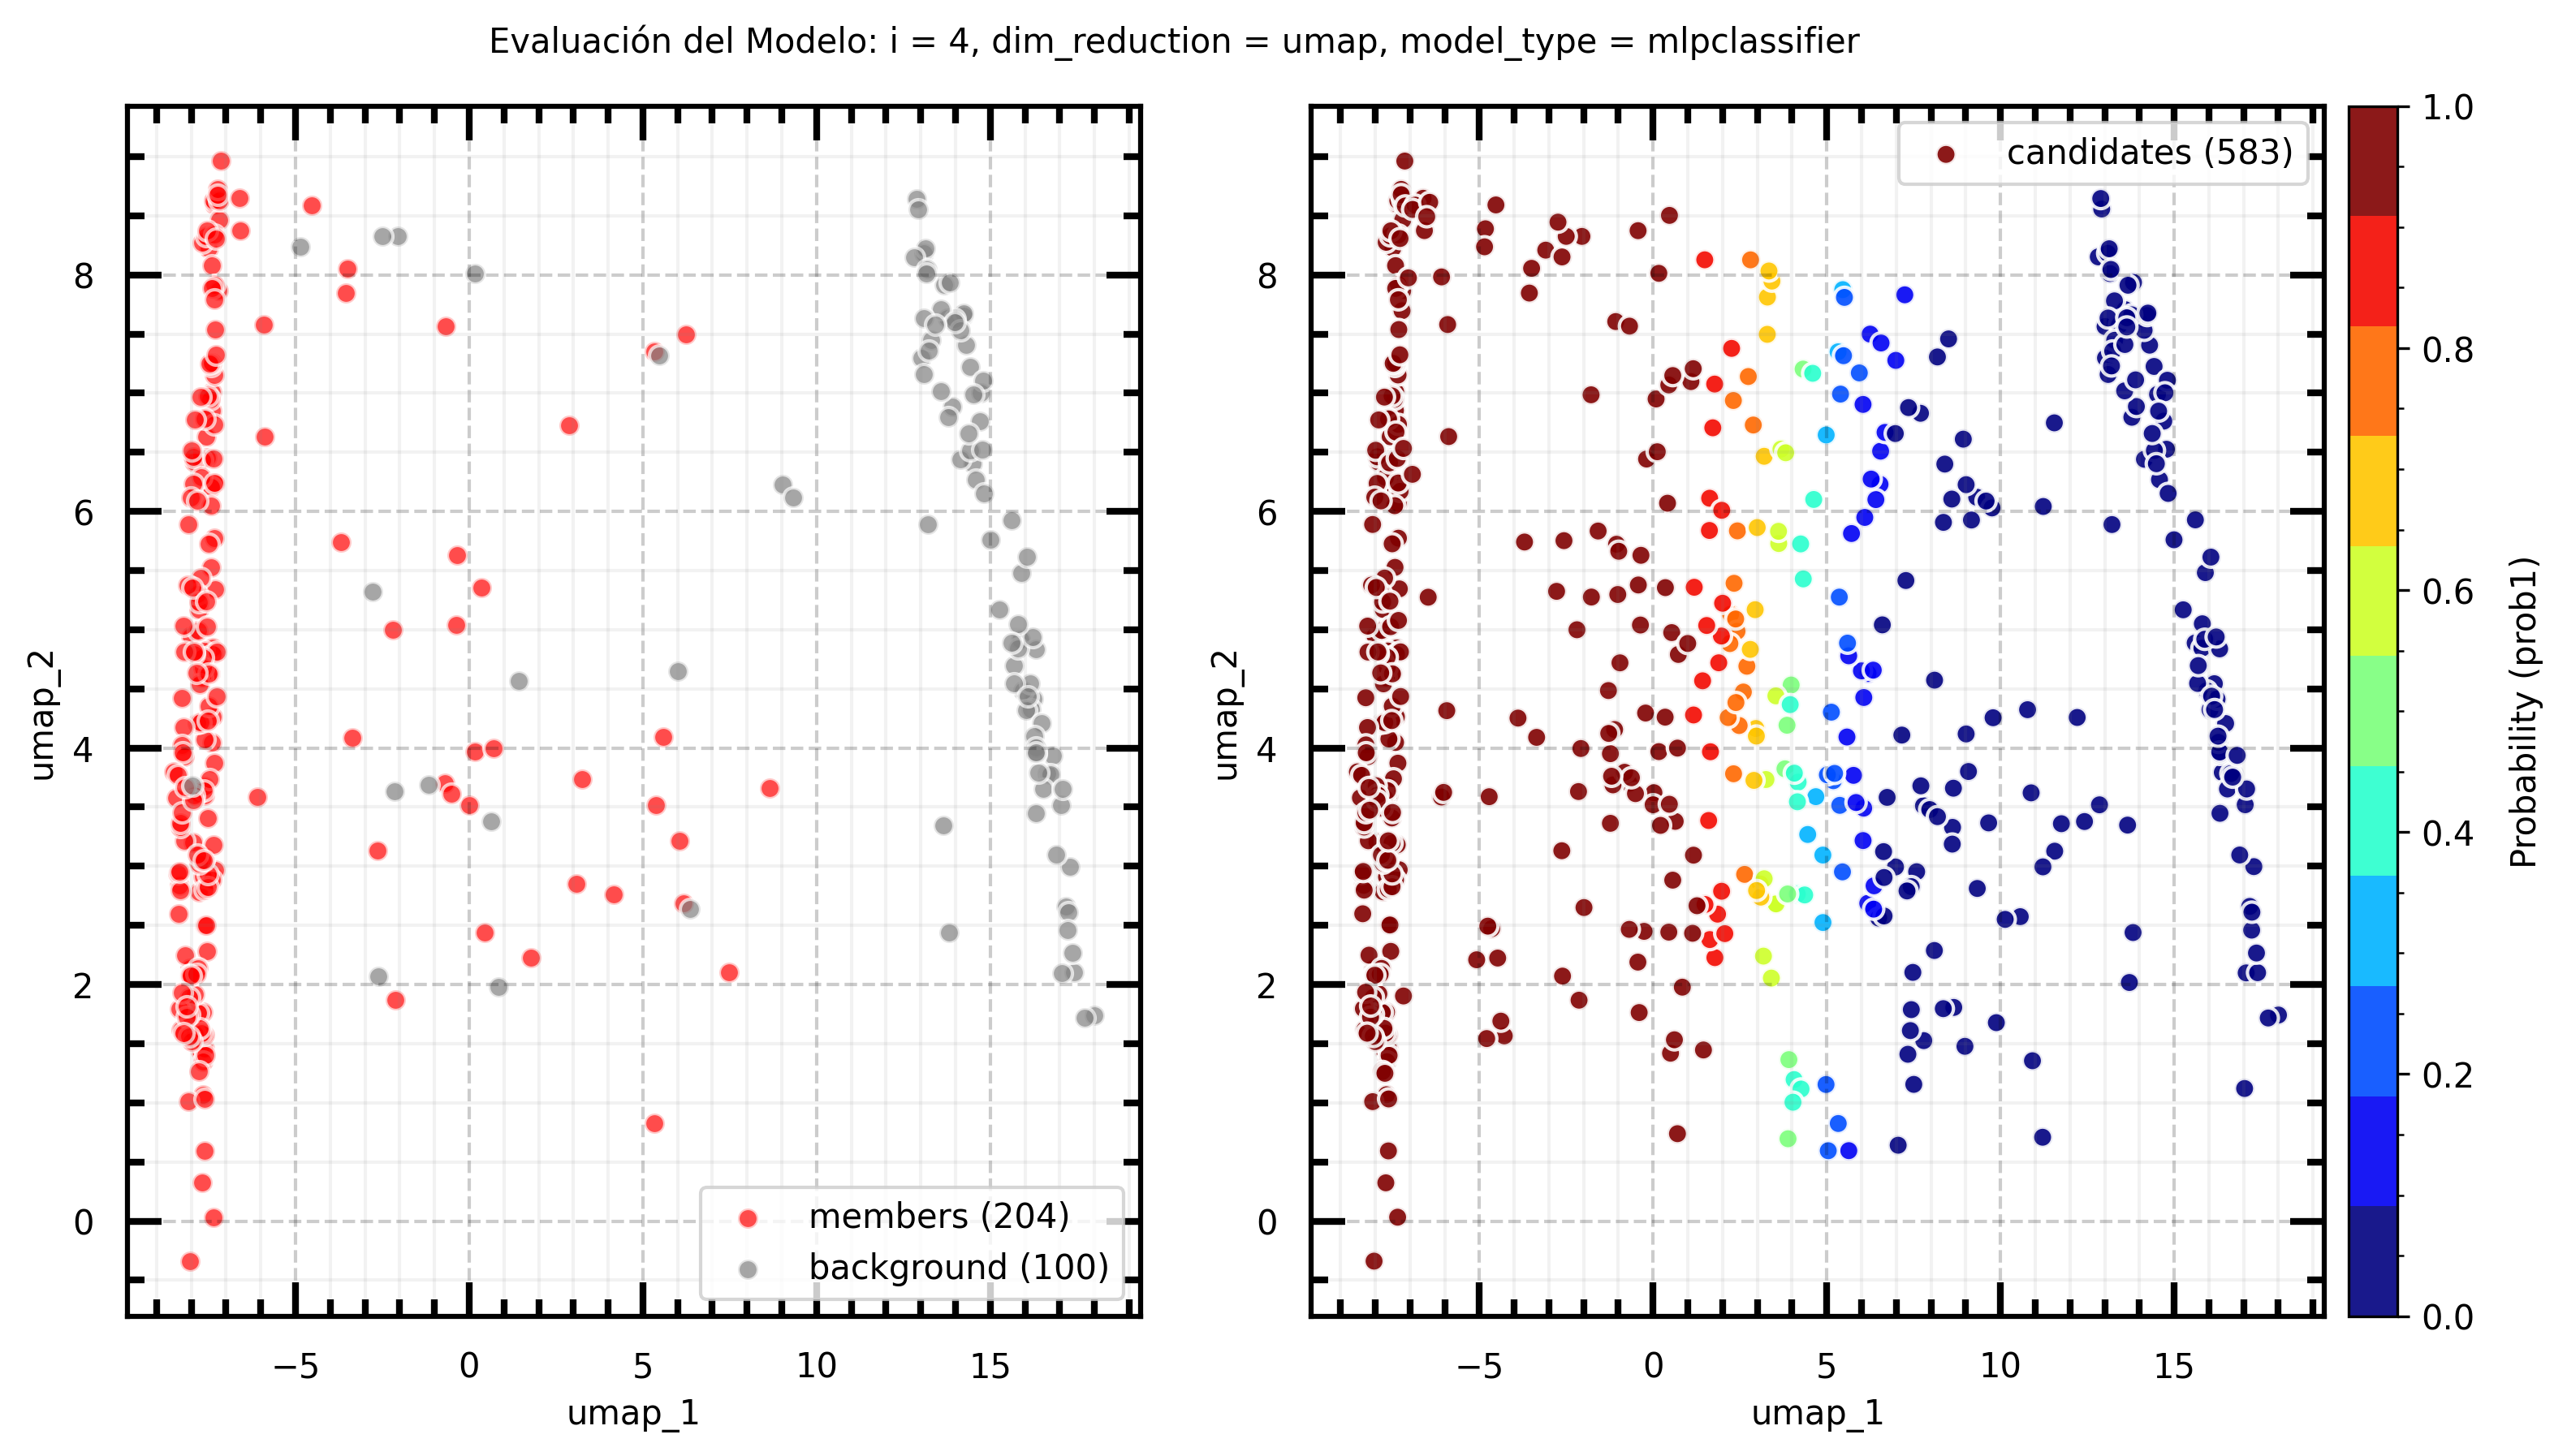 Evaluación del Modelo: i = 4, dim_reduction = umap, model_type = mlpclassifier
umap_2
8
6
4
2
0
−5
0
5
10
15
umap_1
members (204)
background (100)
umap_2
8
6
4
2
0
−5
0
5
10
15
umap_1
candidates (583)
1.0
0.8
0.6
0.4
0.2
0.0
Probability (prob1)